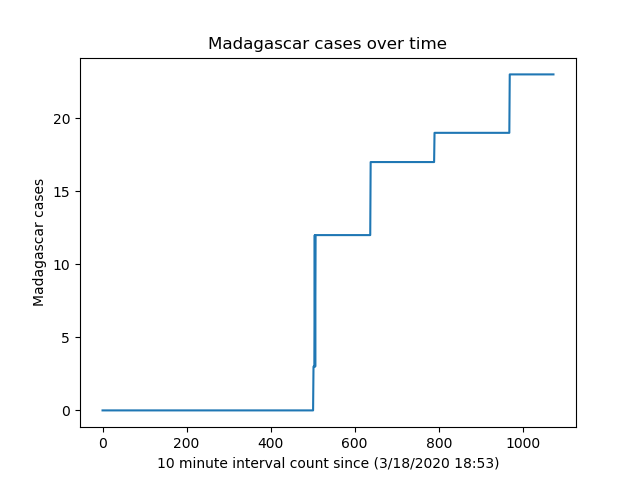 Madagascar cases over time
Madagascar cases
20
15
10
5
0
0 200 400 600 800 1000
10 minute interval count since (3/18/2020 18:53)